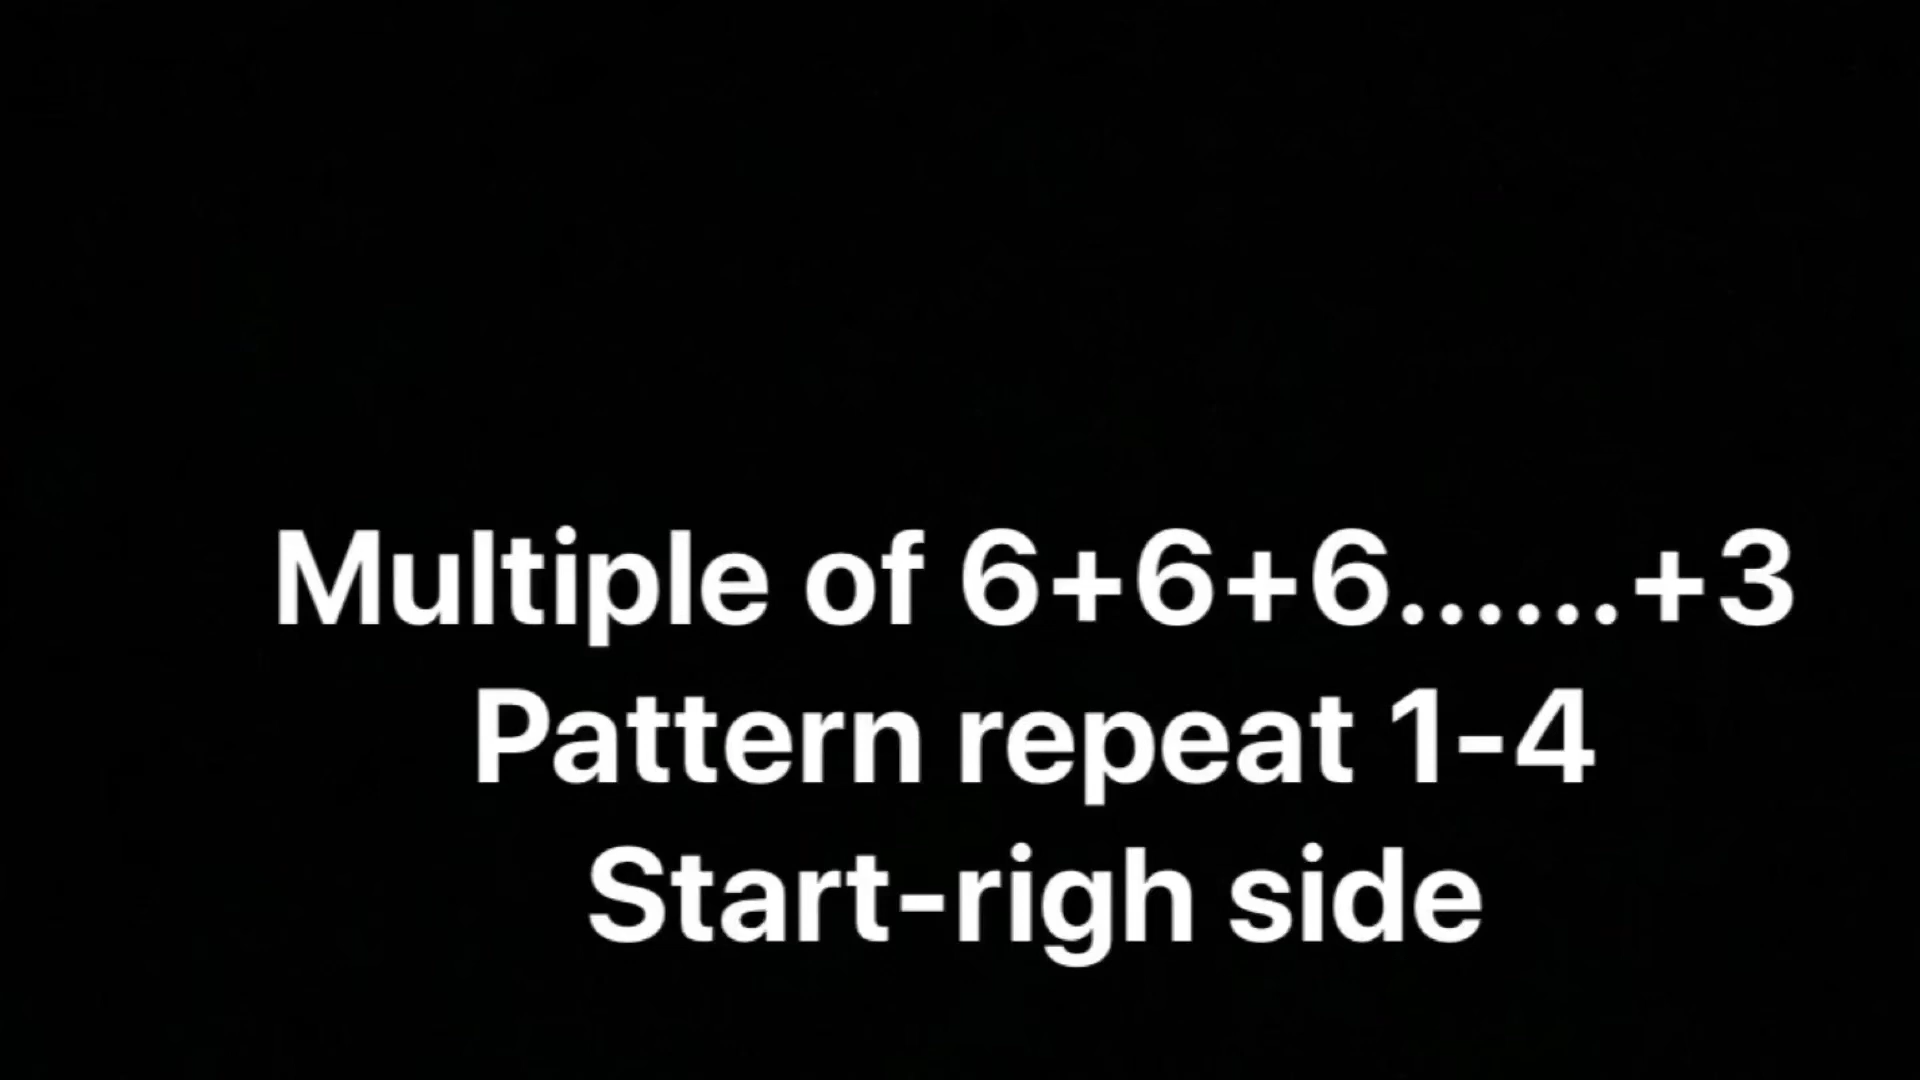 Multiple of 6+6+6......+3
Pattern repeat 1-4
Start-righ side